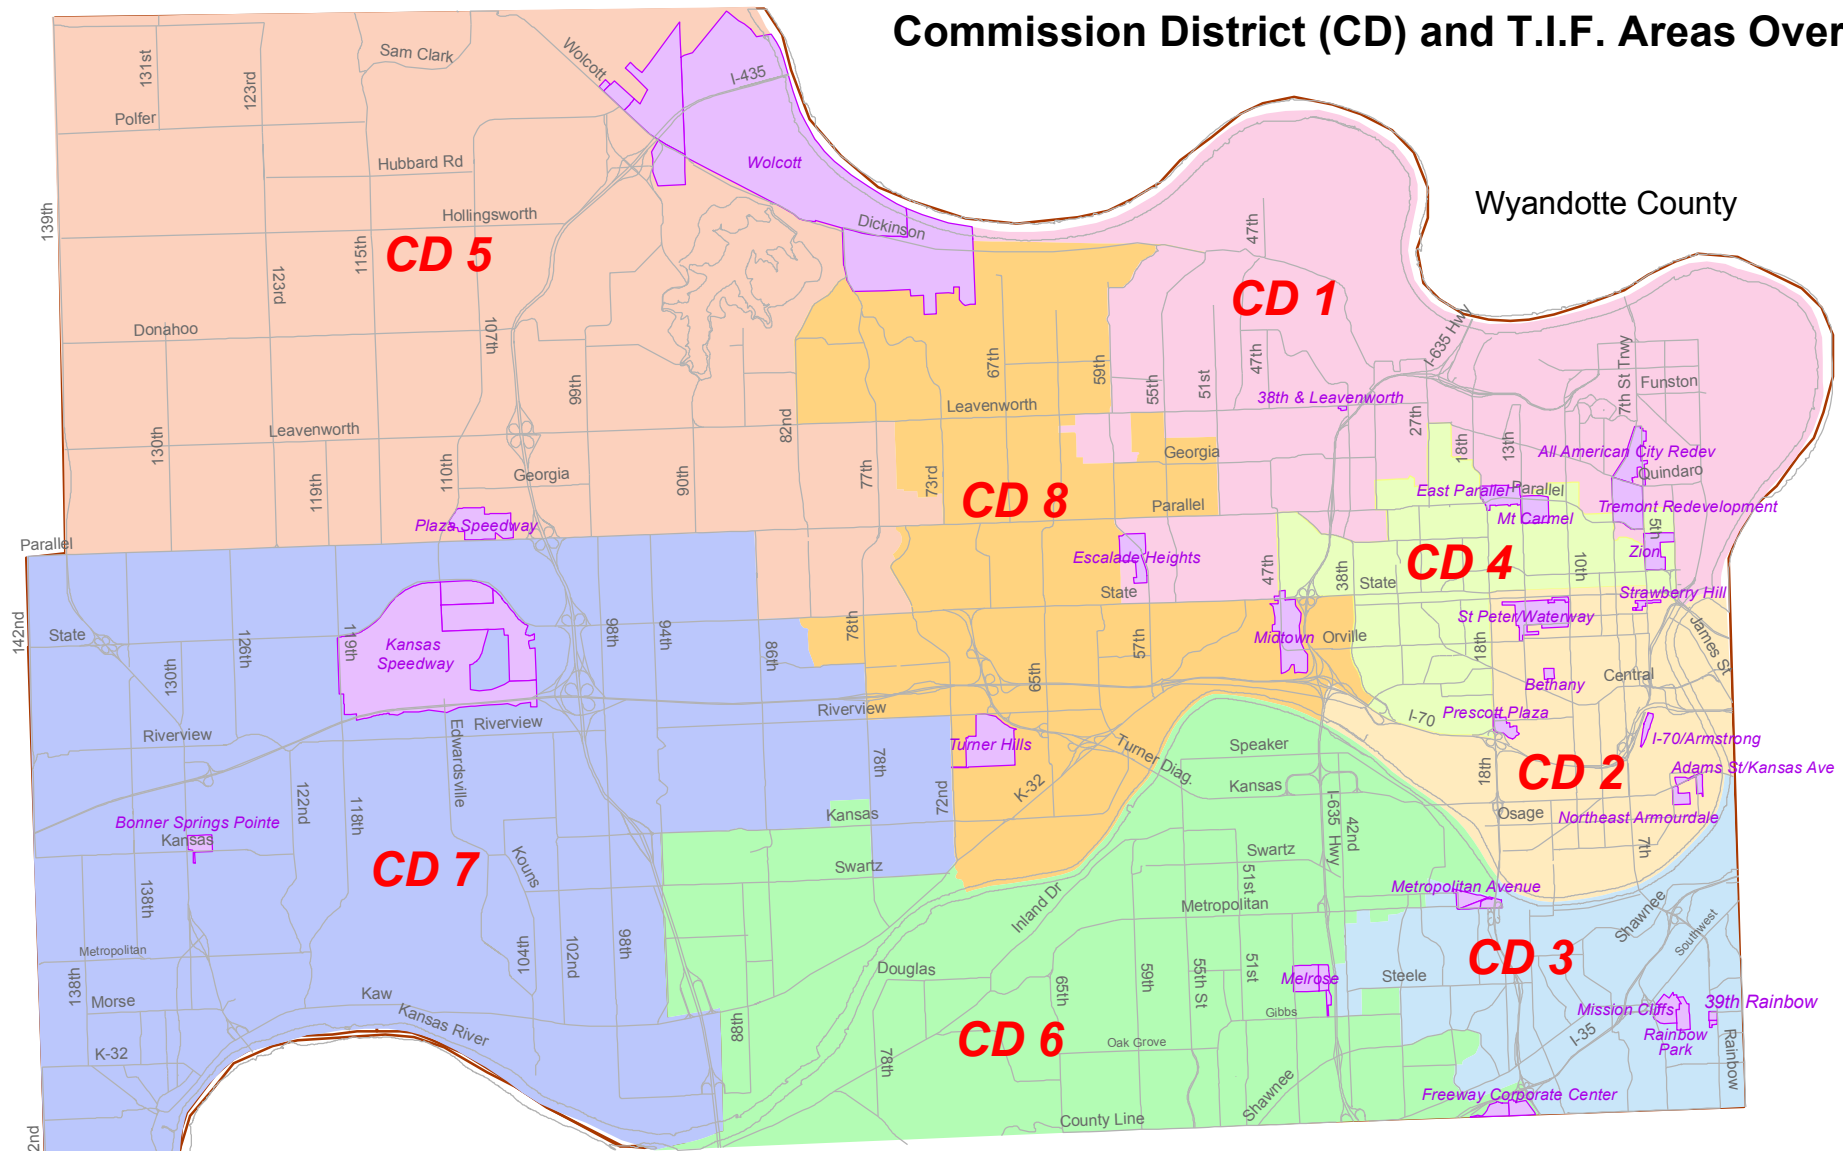 Commission District (CD) and T.I.F. Areas Over
Wyandotte County
131st
123rd
Sam Clark
Wolcott
I-435
Polfer
Wolcott
Hubbard Rd
139th
Hollingsworth
Dickinson
47th
115th
CD 5
123rd
CD 1
Donahoo
107th
67th
59th
47th
I-635 Hwy
7th St Trwy
99th
55th
51st
Funston
Leavenworth
38th & Leavenworth
82nd
27th
18th
13th
Leavenworth
130th
119th
110th
Georgia
90th
77th
73rd
Georgia
All American City Redev
Quindaro
CD 8
Parallel
East Parallel
Parallel
Mt Carmel
Tremont Redevelopment
5th
Plaza Speedway
Parallel
Escalade Heights
47th
38th
CD 4
10th
Zion
State
State
Strawberry Hill
142nd
State
126th
119th
Kansas
Speedway
98th
94th
86th
78th
57th
Midtown
Orville
St Peter/Waterway
18th
James St
130th
65th
Bethany
Central
Riverview
Edwardsville
Riverview
Riverview
Turner Hills
Turner Diag.
I-70
Prescott Plaza
I-70/Armstrong
78th
72nd
K-32
Speaker
Kansas
18th
CD 2
Adams St/Kansas Ave
122nd
118th
Bonner Springs Pointe
Kansas
Kansas
I-635 Hwy
42nd
Osage
Northeast Armourdale
7th
CD 7
Kouns
Swartz
Swartz
51st
138th
Inland Dr
Metropolitan
Metropolitan Avenue
Shawnee
Southwest
Metropolitan
104th
102nd
98th
CD 3
138th
Morse
Kaw
Douglas
65th
59th
55th St
51st
Melrose
Steele
Gibbs
Mission Cliffs
39th Rainbow
Kansas River
88th
CD 6
Rainbow
Park
I-35
Rainbow
K-32
78th
Oak Grove
Shawnee
Freeway Corporate Center
County Line
2nd